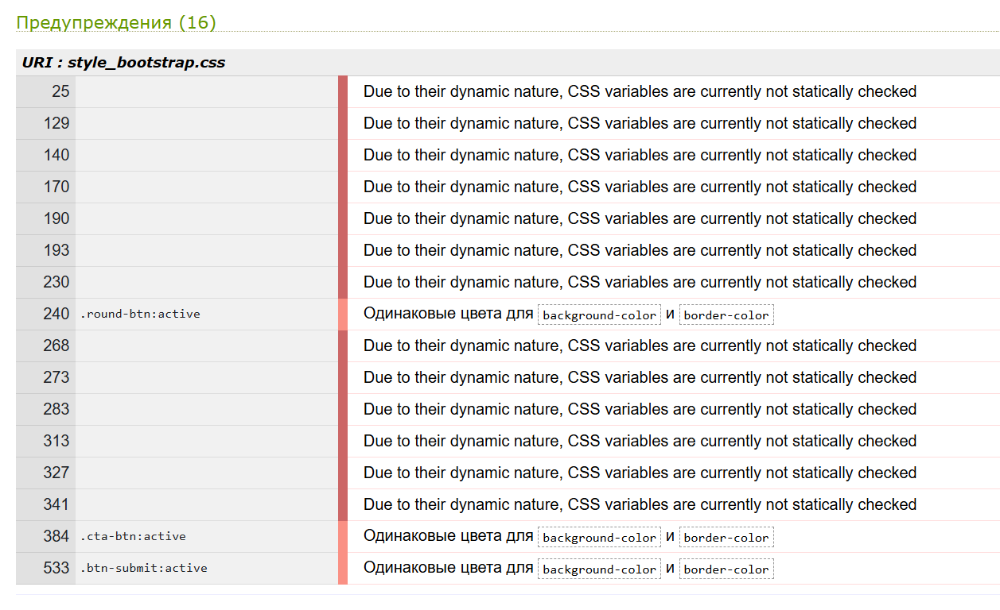 Предупреждения (16)
URI : style_bootstrap.css
25 Due to their dynamic nature, CSS variables are currently not statically checked
129 Due to their dynamic nature, CSS variables are currently not statically checked
140 Due to their dynamic nature, CSS variables are currently not statically checked
170 Due to their dynamic nature, CSS variables are currently not statically checked
190 Due to their dynamic nature, CSS variables are currently not statically checked
193 Due to their dynamic nature, CSS variables are currently not statically checked
230 Due to their dynamic nature, CSS variables are currently not statically checked
240 .round-btn:active Одинаковые цвета для background-color и border-color
268 Due to their dynamic nature, CSS variables are currently not statically checked
273 Due to their dynamic nature, CSS variables are currently not statically checked
283 Due to their dynamic nature, CSS variables are currently not statically checked
313 Due to their dynamic nature, CSS variables are currently not statically checked
327 Due to their dynamic nature, CSS variables are currently not statically checked
341 Due to their dynamic nature, CSS variables are currently not statically checked
384 .cta-btn:active Одинаковые цвета для background-color и border-color
533 .btn-submit:active Одинаковые цвета для background-color и border-color